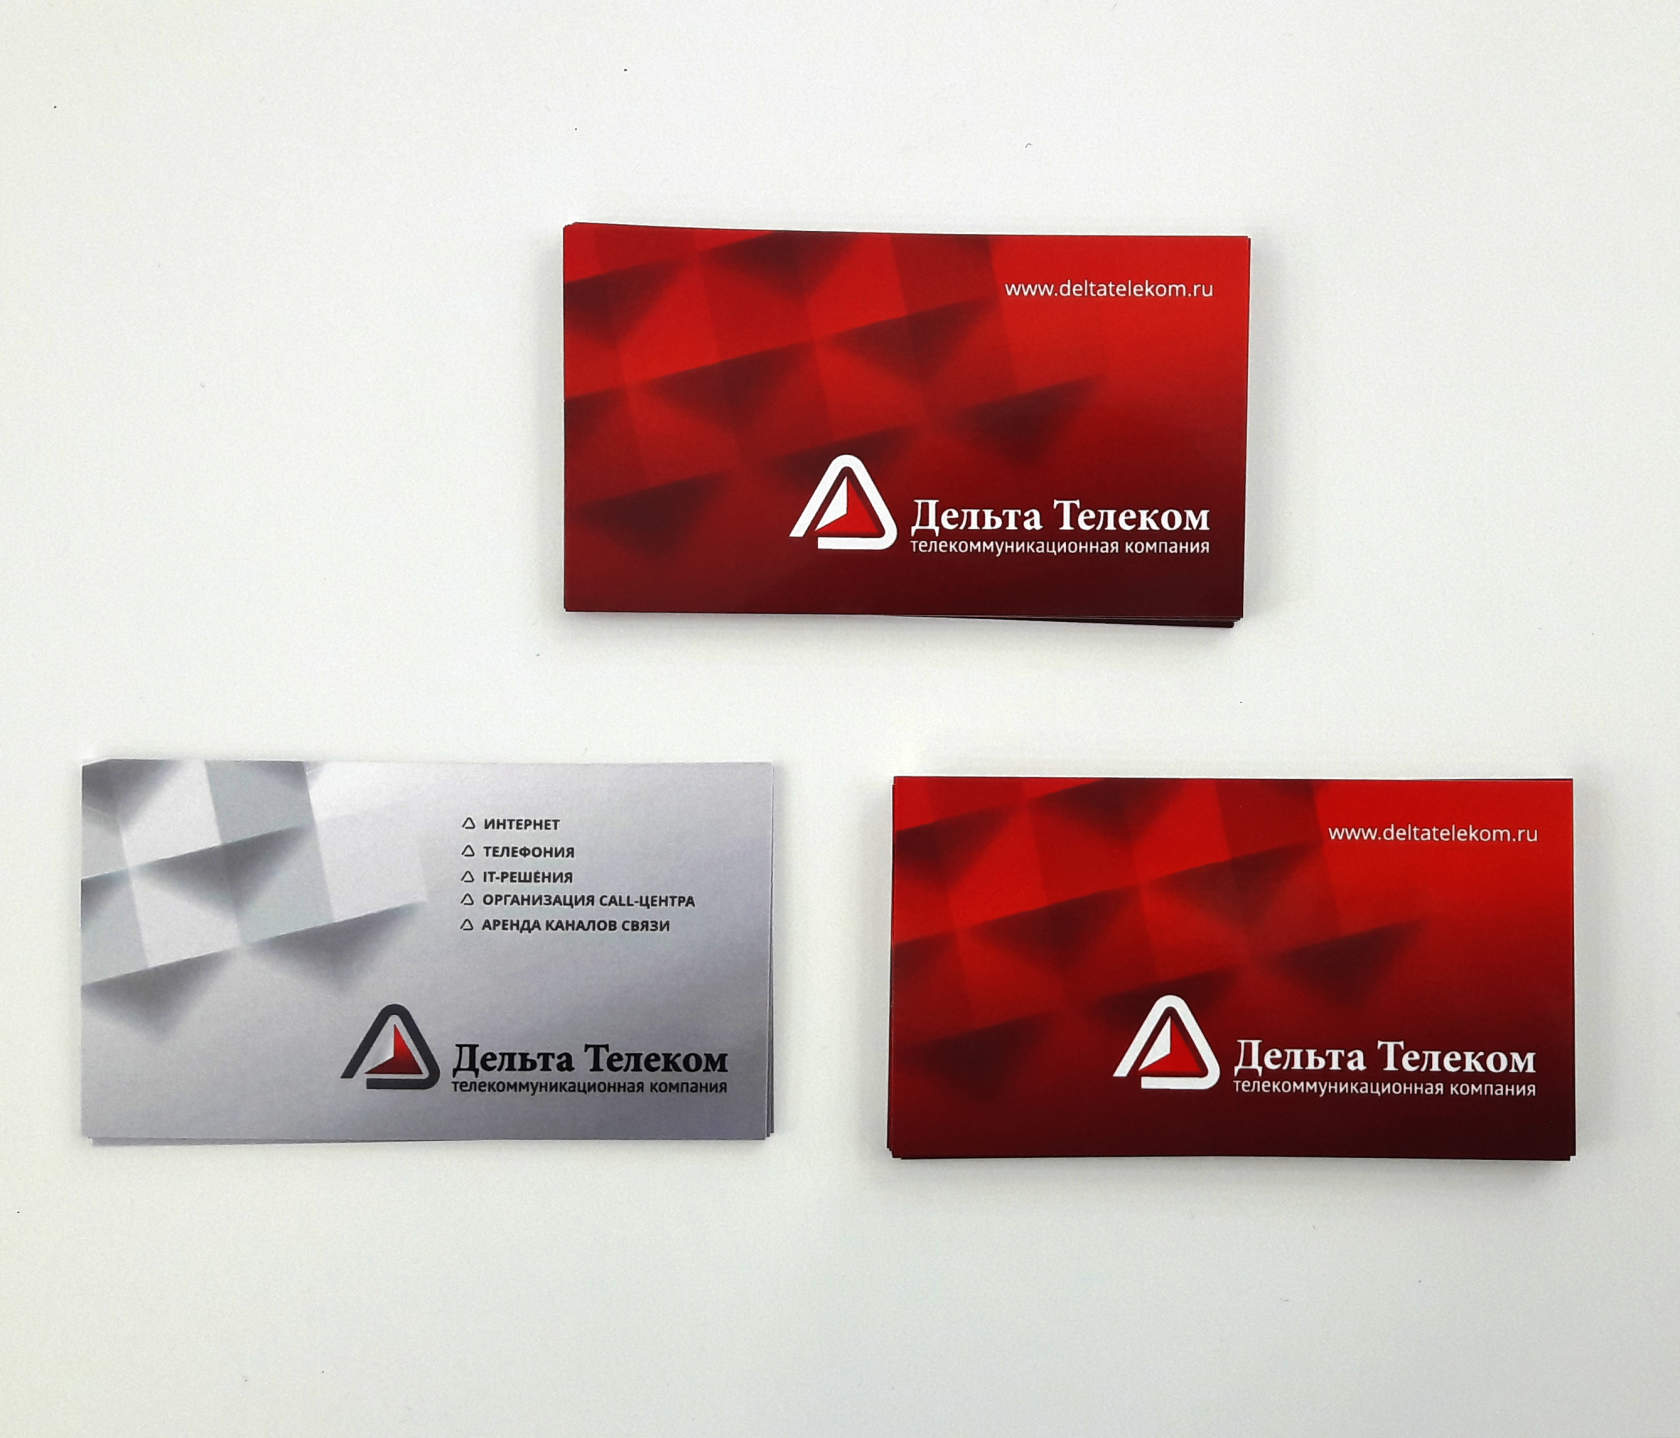 www.deltatelekom.ru
Дельта Телеком
телекоммуникационная компания
ИНТЕРНЕТ
ТЕЛЕФОНИЯ
IT-РЕШЕНИЯ
ОРГАНИЗАЦИЯ CALL-ЦЕНТРА
АРЕНДА КАНАЛОВ СВЯЗИ
Дельта Телеком
телекоммуникационная компания
www.deltatelekom.ru
Дельта Телеком
телекоммуникационная компания